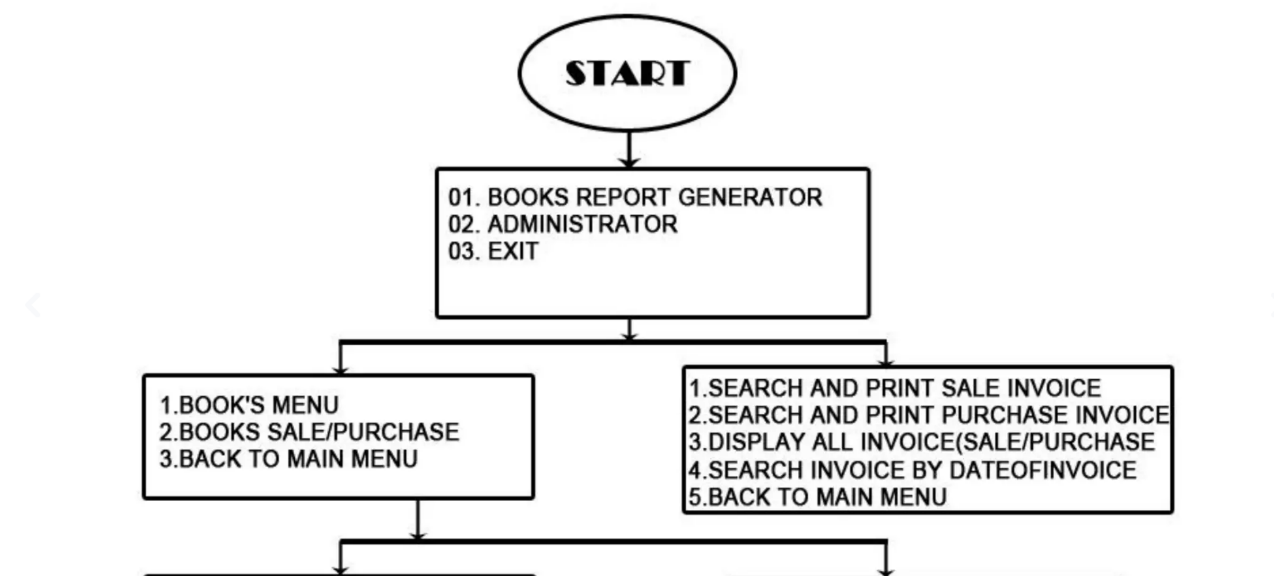 START
01. BOOKS REPORT GENERATOR
02. ADMINISTRATOR
03. EXIT
1.BOOK'S MENU
2.BOOKS SALE/PURCHASE
3.BACK TO MAIN MENU
1.SEARCH AND PRINT SALE INVOICE
2.SEARCH AND PRINT PURCHASE INVOICE
3.DISPLAY ALL INVOICE(SALE/PURCHASE
4.SEARCH INVOICE BY DATEOFINVOICE
5.BACK TO MAIN MENU